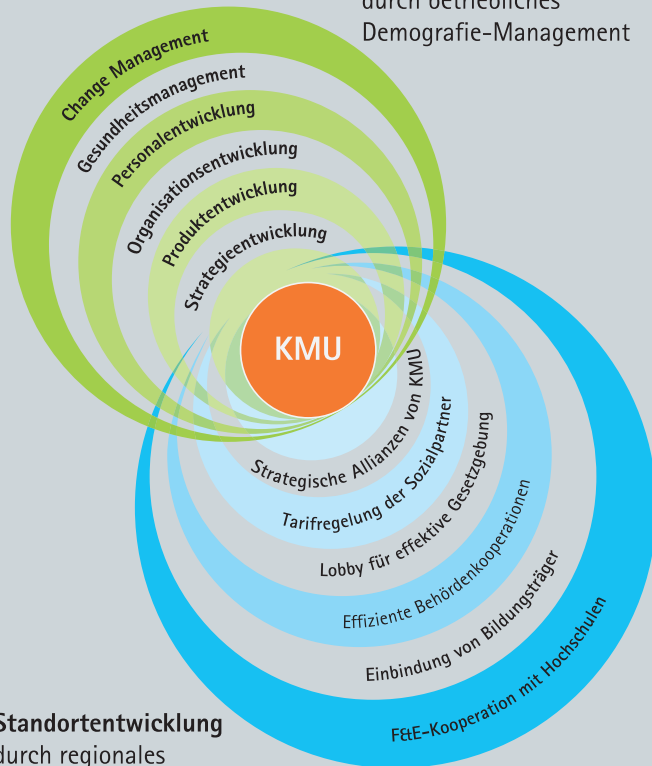 durch betriebliches
Demografie-Management
Change Management
Gesundheitsmanagement
Personalentwicklung
Organisationsentwicklung
Produktentwicklung
Strategieentwicklung
KMU
Strategische Allianzen von KMU
Tarifregelung der Sozialpartner
Lobby für effektive Gesetzgebung
Effiziente Behördenkooperationen
Einbindung von Bildungsträger
F&E-Kooperation mit Hochschulen
Standortentwicklung
durch regionales